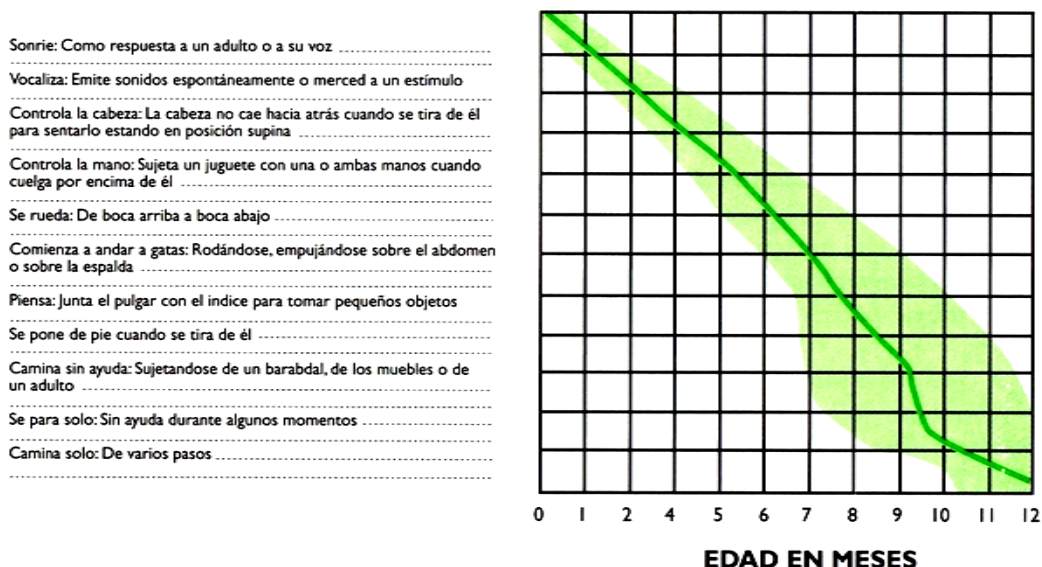 Sonrie: Como respuesta a un adulto o a su voz
Vocaliza: Emite sonidos espontáneamente o merced a un estímulo
Controla la cabeza: La cabeza no cae hacia atrás cuando se tira de él
para sentarlo estando en posición supina
Controla la mano: Sujeta un juguete con una o ambas manos cuando
cuelga por encima de él
Se rueda: De boca arriba a boca abajo
Comienza a andar a gatas: Rodándose, empujándose sobre el abdomen
o sobre la espalda
Piensa: Junta el pulgar con el indice para tomar pequeños objetos
Se pone de pie cuando se tira de él
Camina sin ayuda: Sujetandose de un barabdal, de los muebles o de
un adulto
Se para solo: Sin ayuda durante algunos momentos
Camina solo: De varios pasos
0 1 2 3 4 5 6 7 8 9 10 11 12
EDAD EN MESES